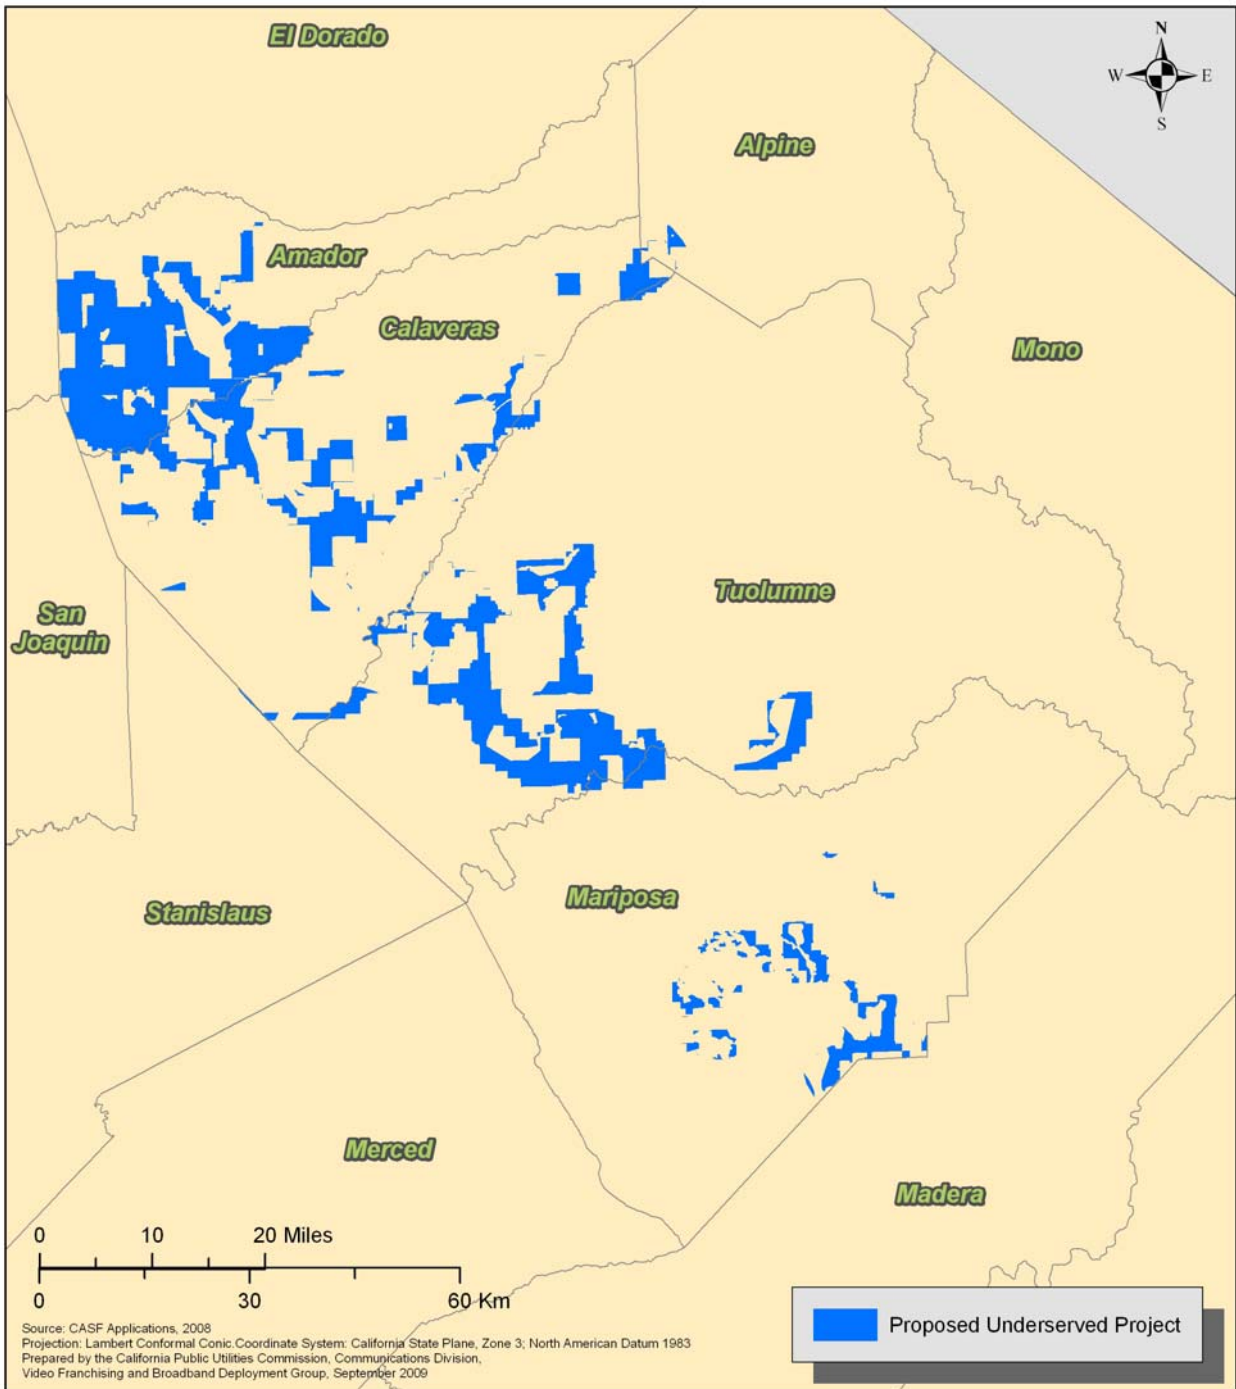 El Dorado
N
W E
S
Alpine
Amador
Calaveras
Mono
Tuolumne
San
Joaquin
Mariposa
Stanislaus
Merced
Madera
0 10 20 Miles
0 30 60 Km
Proposed Underserved Project
Source: CASF Applications, 2008
Projection: Lambert Conformal Conic.Coordinate System: California State Plane, Zone 3; North American Datum 1983
Prepared by the California Public Utilities Commission, Communications Division,
Video Franchising and Broadband Deployment Group, September 2009